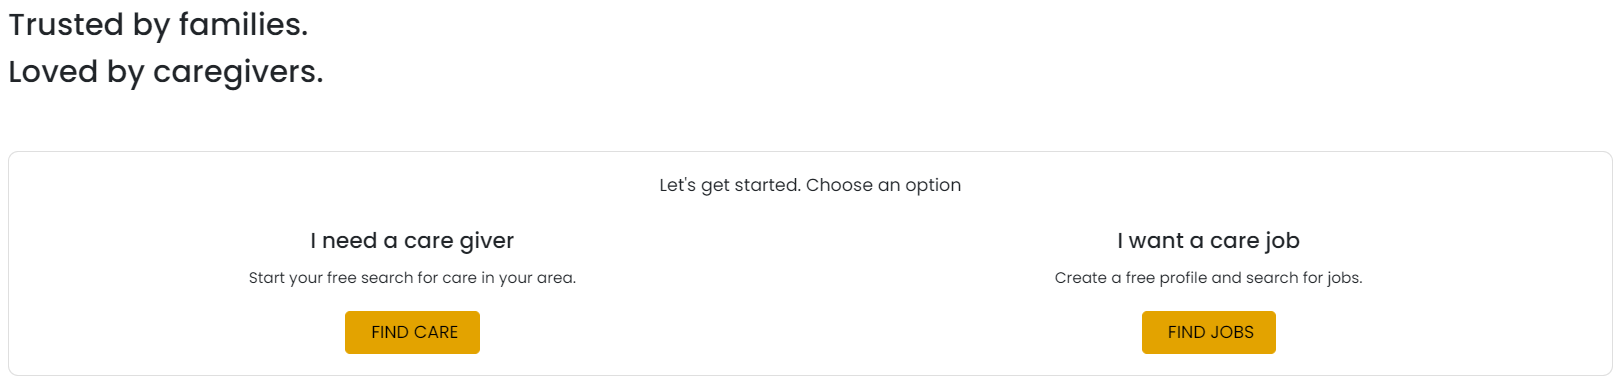 Trusted by families.
Loved by caregivers.
Let's get started. Choose an option
I need a care giver
Start your free search for care in your area.
FIND CARE
I want a care job
Create a free profile and search for jobs.
FIND JOBS